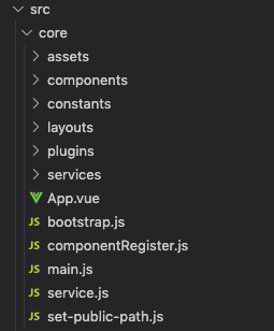 src
core
assets
components
constants
layouts
plugins
services
App.vue
JS bootstrap.js
JS componentRegister.js
JS main.js
JS service.js
JS set-public-path.js